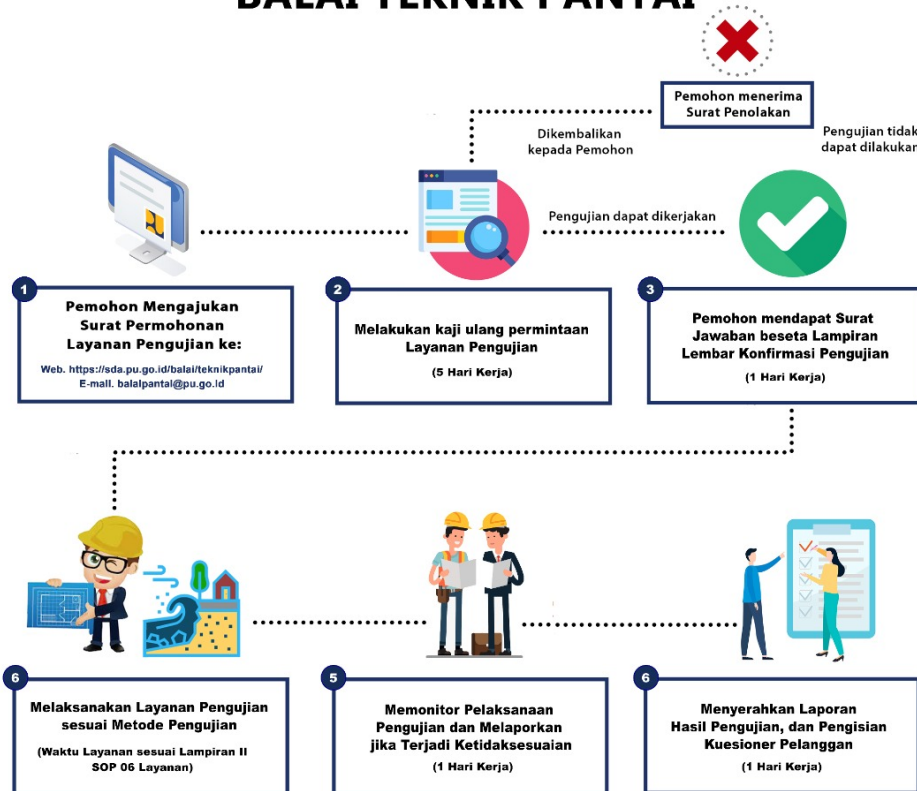 BALAI TEKNIK PANTAI
Pemohon menerima
Surat Penolakan
Dikembalikan
kepada Pemohon
Pengujian tidak
dapat dilakukan
Pengujian dapat dikerjakan
1
Pemohon Mengajukan
Surat Permohonan
Layanan Pengujian ke:
Web. https://sda.pu.go.id/balai/teknikpantai/
E-mail. balaipantai@pu.go.id
2
Melakukan kaji ulang permintaan
Layanan Pengujian
(5 Hari Kerja)
3
Pemohon mendapat Surat
Jawaban beseta Lampiran
Lembar Konfirmasi Pengujian
(1 Hari Kerja)
6
Melaksanakan Layanan Pengujian
sesuai Metode Pengujian
(Waktu Layanan sesuai Lampiran II
SOP 06 Layanan)
5
Memonitor Pelaksanaan
Pengujian dan Melaporkan
jika Terjadi Ketidaksesuaian
(1 Hari Kerja)
6
Menyerahkan Laporan
Hasil Pengujian, dan Pengisian
Kuesioner Pelanggan
(1 Hari Kerja)